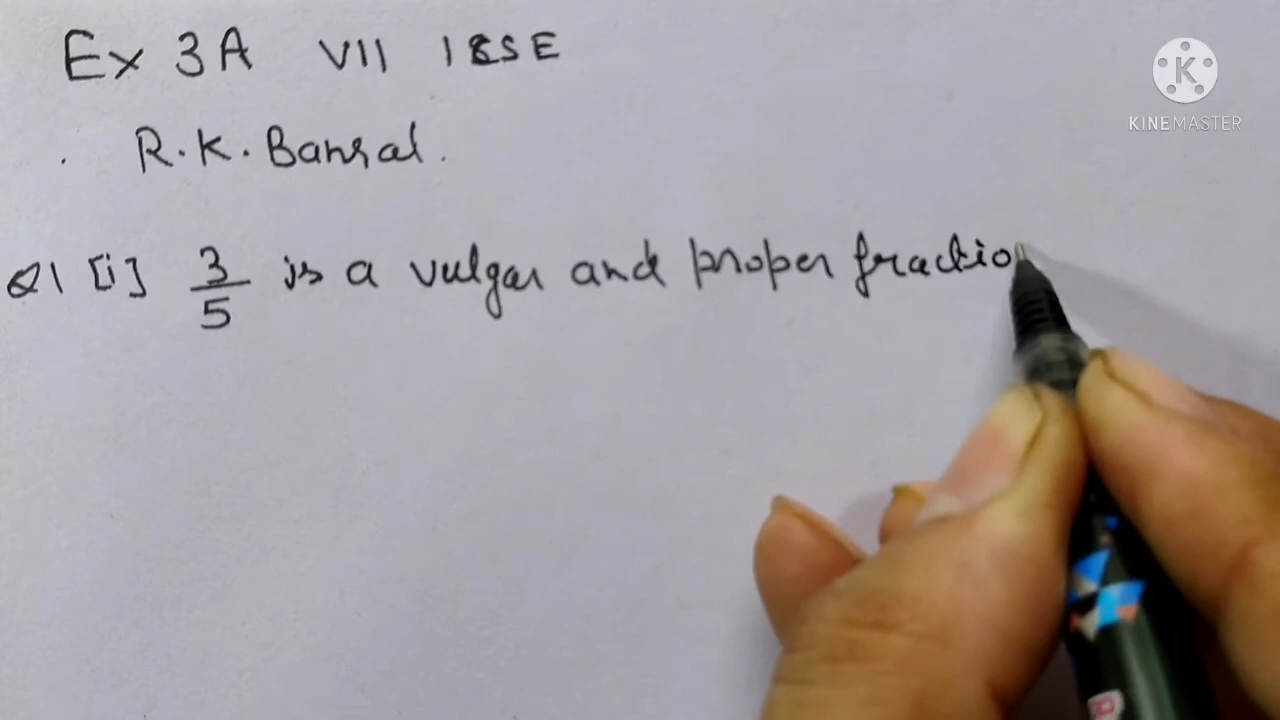 Ex 3A VII ICSE
R.K. Bansal.
Q1 [i] 3/5 is a vulgar and proper fractio
K
KINEMASTER